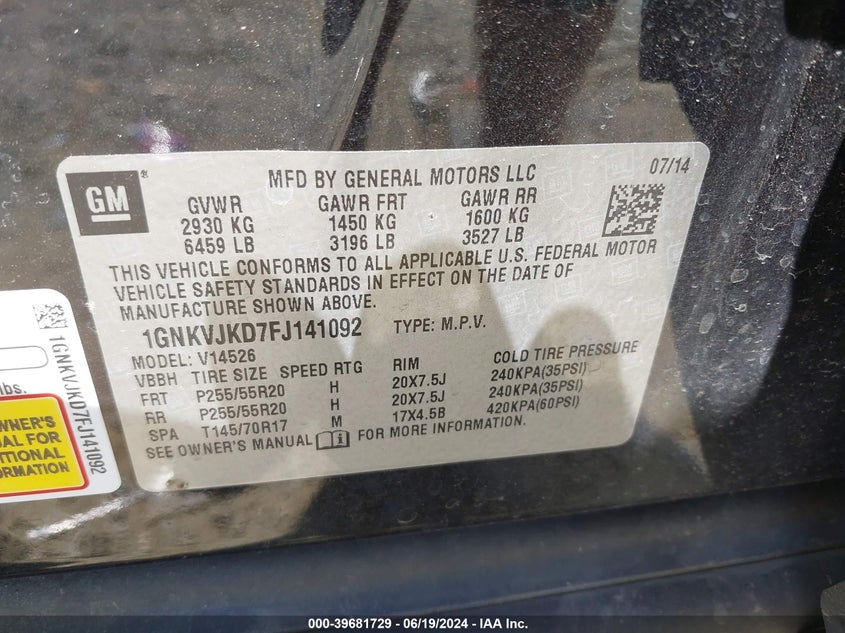 GM
®
MFD BY GENERAL MOTORS LLC
07/14
GVWR GAWR FRT GAWR RR
2930 KG 1450 KG 1600 KG
6459 LB 3196 LB 3527 LB
THIS VEHICLE CONFORMS TO ALL APPLICABLE U.S. FEDERAL MOTOR
VEHICLE SAFETY STANDARDS IN EFFECT ON THE DATE OF
MANUFACTURE SHOWN ABOVE.
1GNKVJKD7FJ141092 TYPE: M.P.V.
MODEL: V14526
VBBH TIRE SIZE SPEED RTG RIM COLD TIRE PRESSURE
FRT P255/55R20 H 20X7.5J 240KPA(35PSI)
RR P255/55R20 H 20X7.5J 240KPA(35PSI)
SPA T145/70R17 M 17X4.5B 420KPA(60PSI)
SEE OWNER'S MANUAL i FOR MORE INFORMATION.
1GNKVJKD7FJ141092
lbs.
OWNER'S
FOR
000-39681729 - 06/19/2024 - IAA Inc.